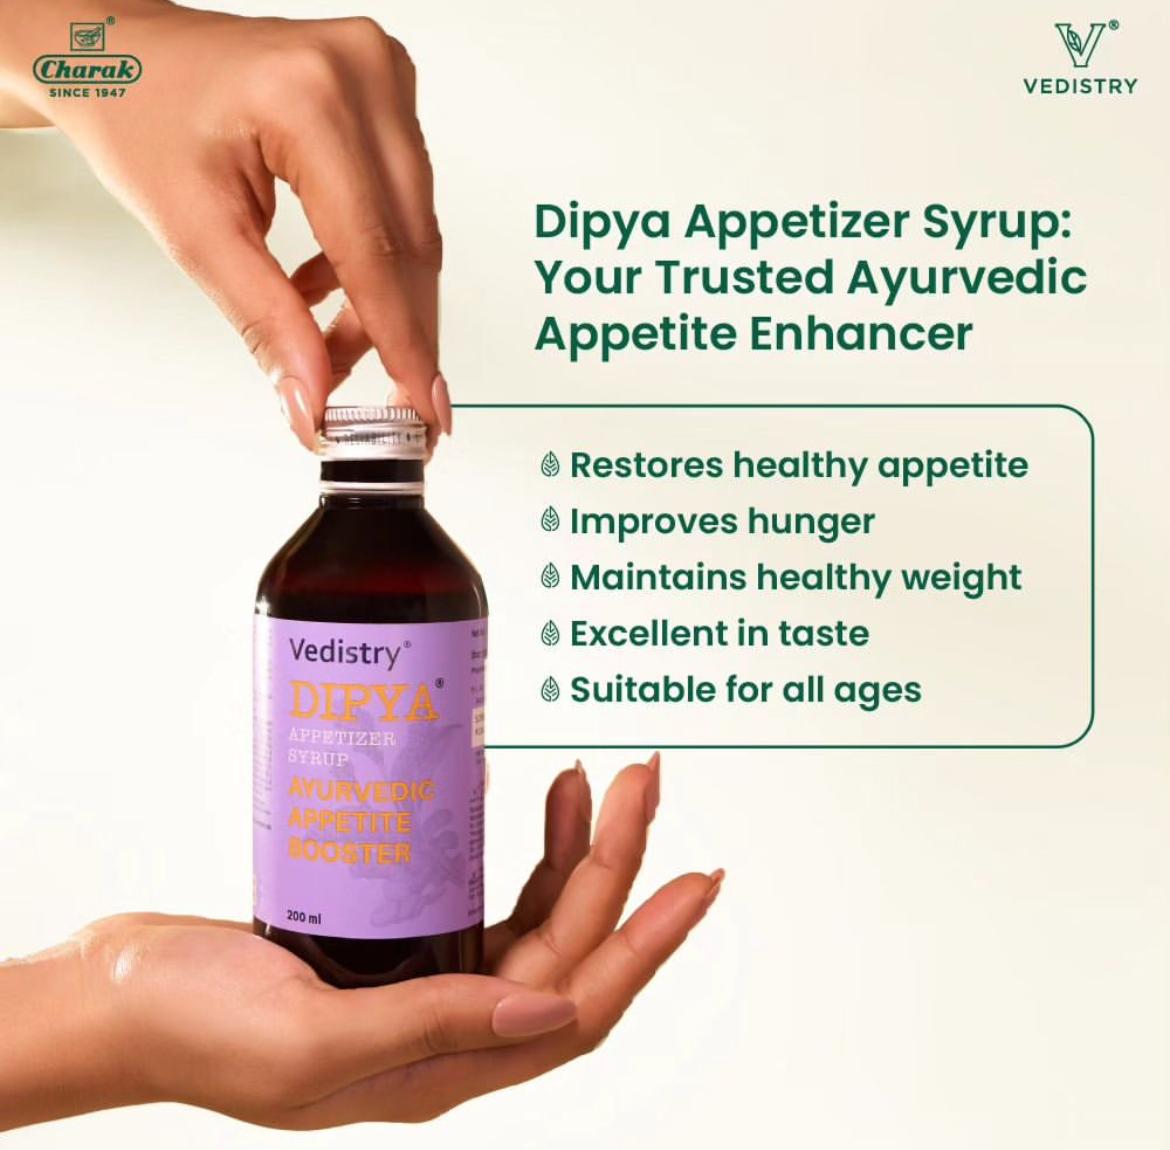 Charak®
SINCE 1947
V®
VEDISTRY
Dipya Appetizer Syrup:
Your Trusted Ayurvedic
Appetite Enhancer
Restores healthy appetite
Improves hunger
Maintains healthy weight
Excellent in taste
Suitable for all ages
Vedistry®
DIPYA®
APPETIZER
SYRUP
AYURVEDIC
APPETITE
BOOSTER
200 ml